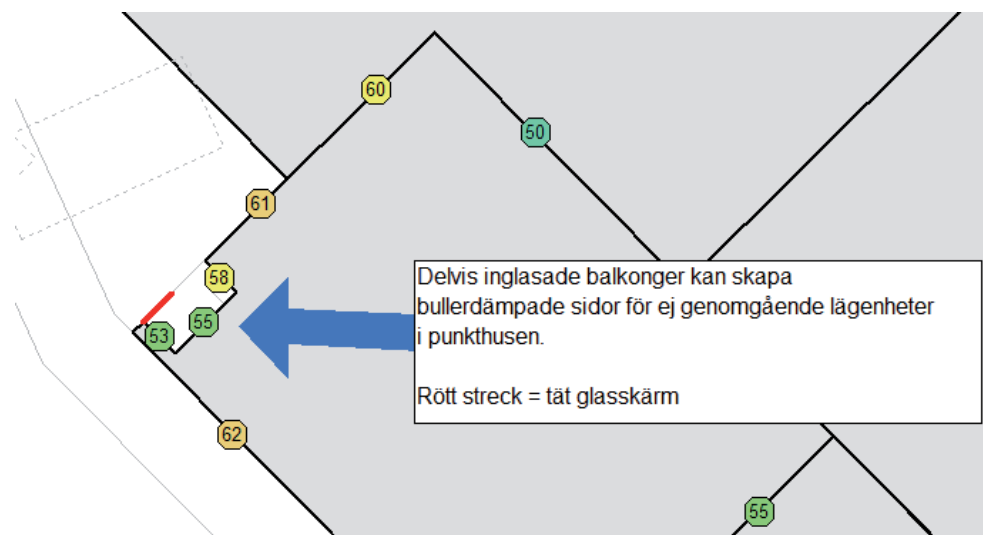 60
50
61
58
Delvis inglasade balkonger kan skapa
bullerdämpade sidor för ej genomgående lägenheter
i punkthusen.
55
53
Rött streck = tät glasskärm
62
55